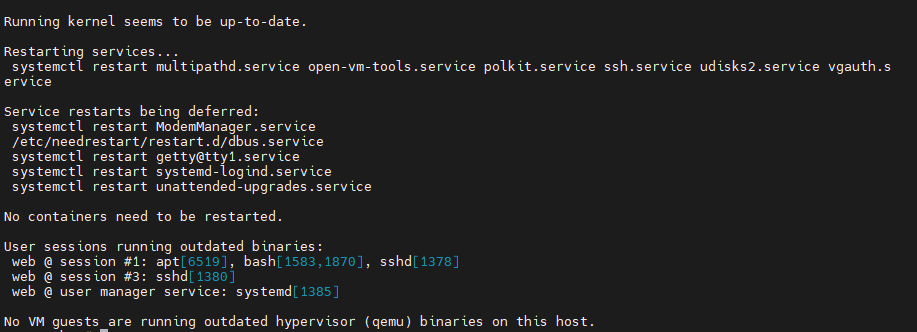 Running kernel seems to be up-to-date.
Restarting services...
systemctl restart multipathd.service open-vm-tools.service polkit.service ssh.service udisks2.service vgauth.s
ervice
Service restarts being deferred:
systemctl restart ModemManager.service
/etc/needrestart/restart.d/dbus.service
systemctl restart getty@tty1.service
systemctl restart systemd-logind.service
systemctl restart unattended-upgrades.service
No containers need to be restarted.
User sessions running outdated binaries:
web @ session #1: apt[6519], bash[1583,1870], sshd[1378]
web @ session #3: sshd[1380]
web @ user manager service: systemd[1385]
No VM guests are running outdated hypervisor (qemu) binaries on this host.